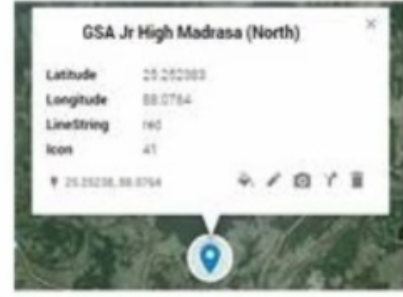 GSA Jr High Madrasa (North)
Latitude 25.252383
Longitude 88.0764
LineString red
Icon 41
25.25238, 88.0764